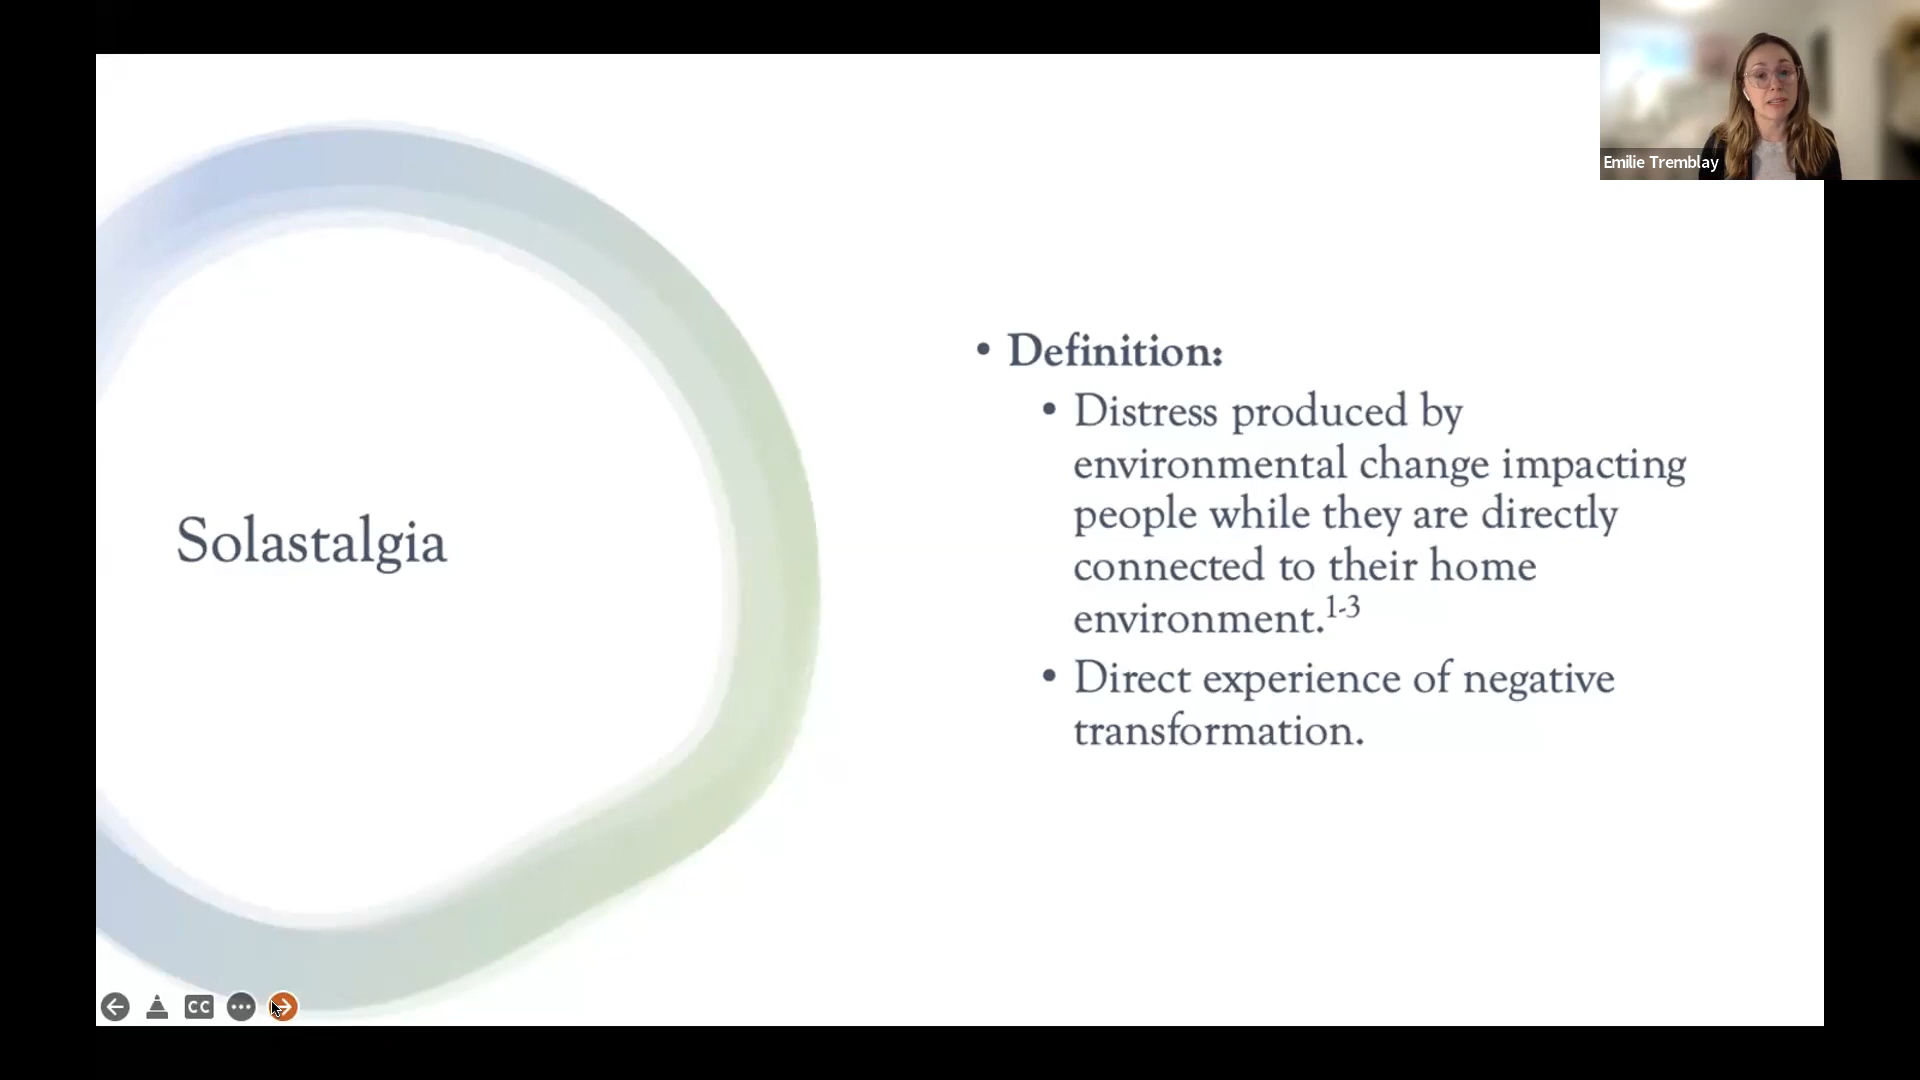 Emilie Tremblay
Solastalgia
• Definition:
• Distress produced by
environmental change impacting
people while they are directly
connected to their home
environment.1-3
• Direct experience of negative
transformation.
CC